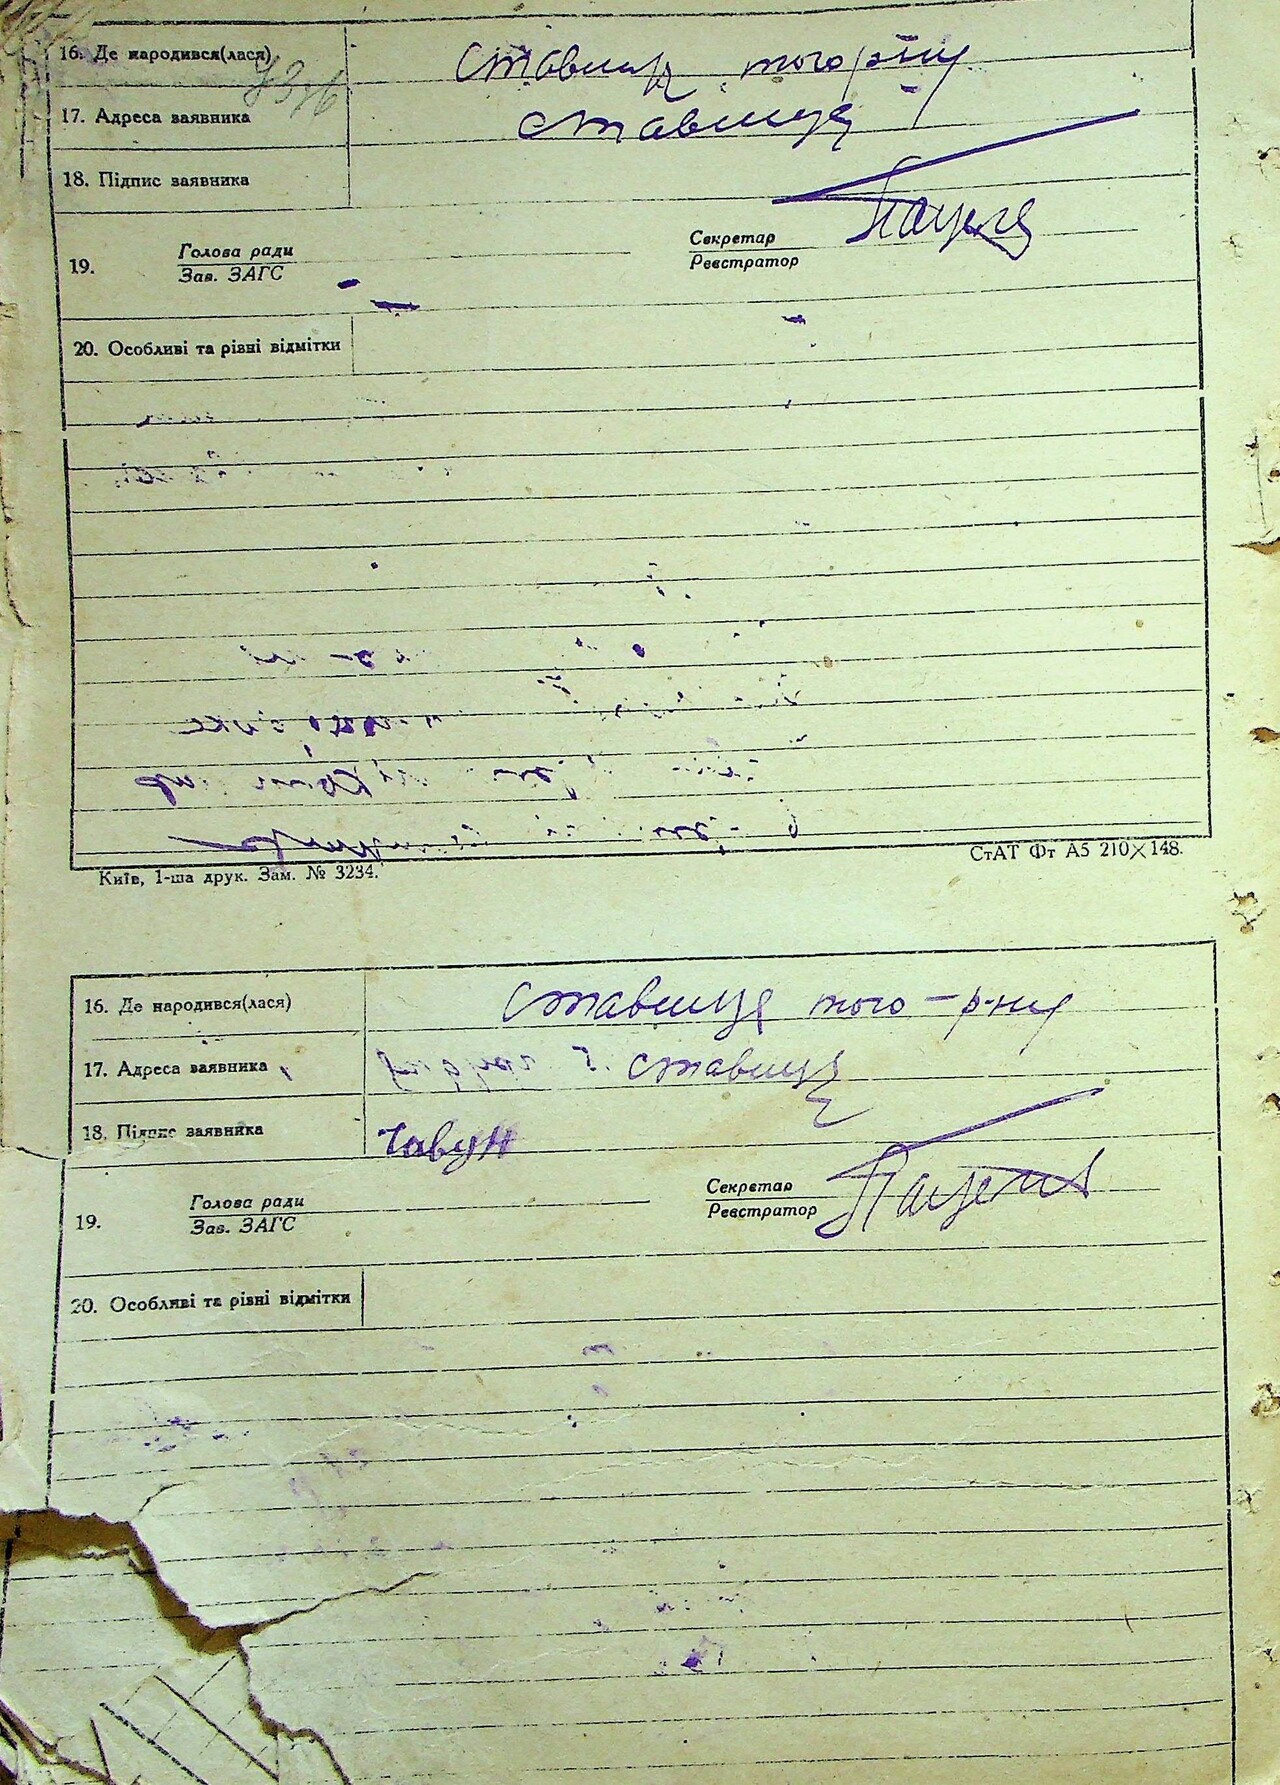 16. Де народився(лася) Ставище того р-ну
17. Адреса заявника Ставище
18. Підпис заявника
19. Голова ради Секретар
Зав. ЗАГС Реєстратор
20. Особливі та різні відмітки
Київ, 1-ша друк. Зам. № 3234. СтАТ Фт А5 210×148.
16. Де народився(лася) Ставище того - р-ну
17. Адреса заявника Ставище
18. Підпис заявника Чавун
19. Голова ради Секретар
Зав. ЗАГС Реєстратор
20. Особливі та різні відмітки